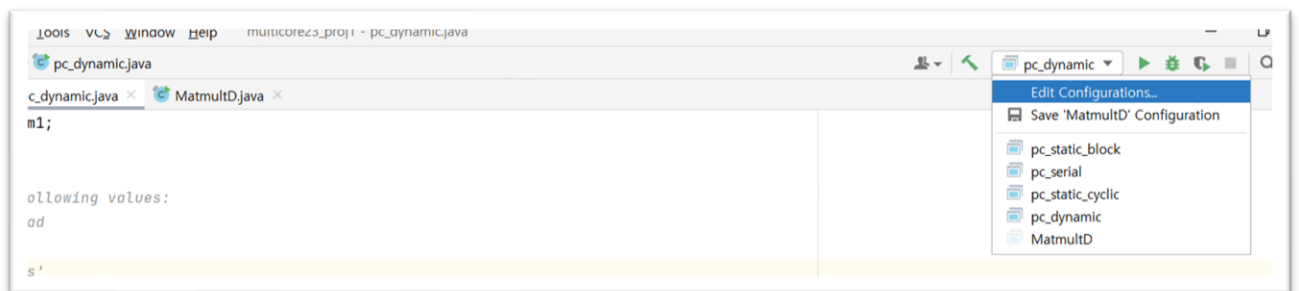 Tools VCS Window Help multicore23_proj1 - pc_dynamic.java
pc_dynamic.java
pc_dynamic
c_dynamic.java × MatmultD.java ×
Edit Configurations...
m1;
Save 'MatmultD' Configuration
pc_static_block
pc_serial
ollowing values:
pc_static_cyclic
ad
pc_dynamic
MatmultD
s'